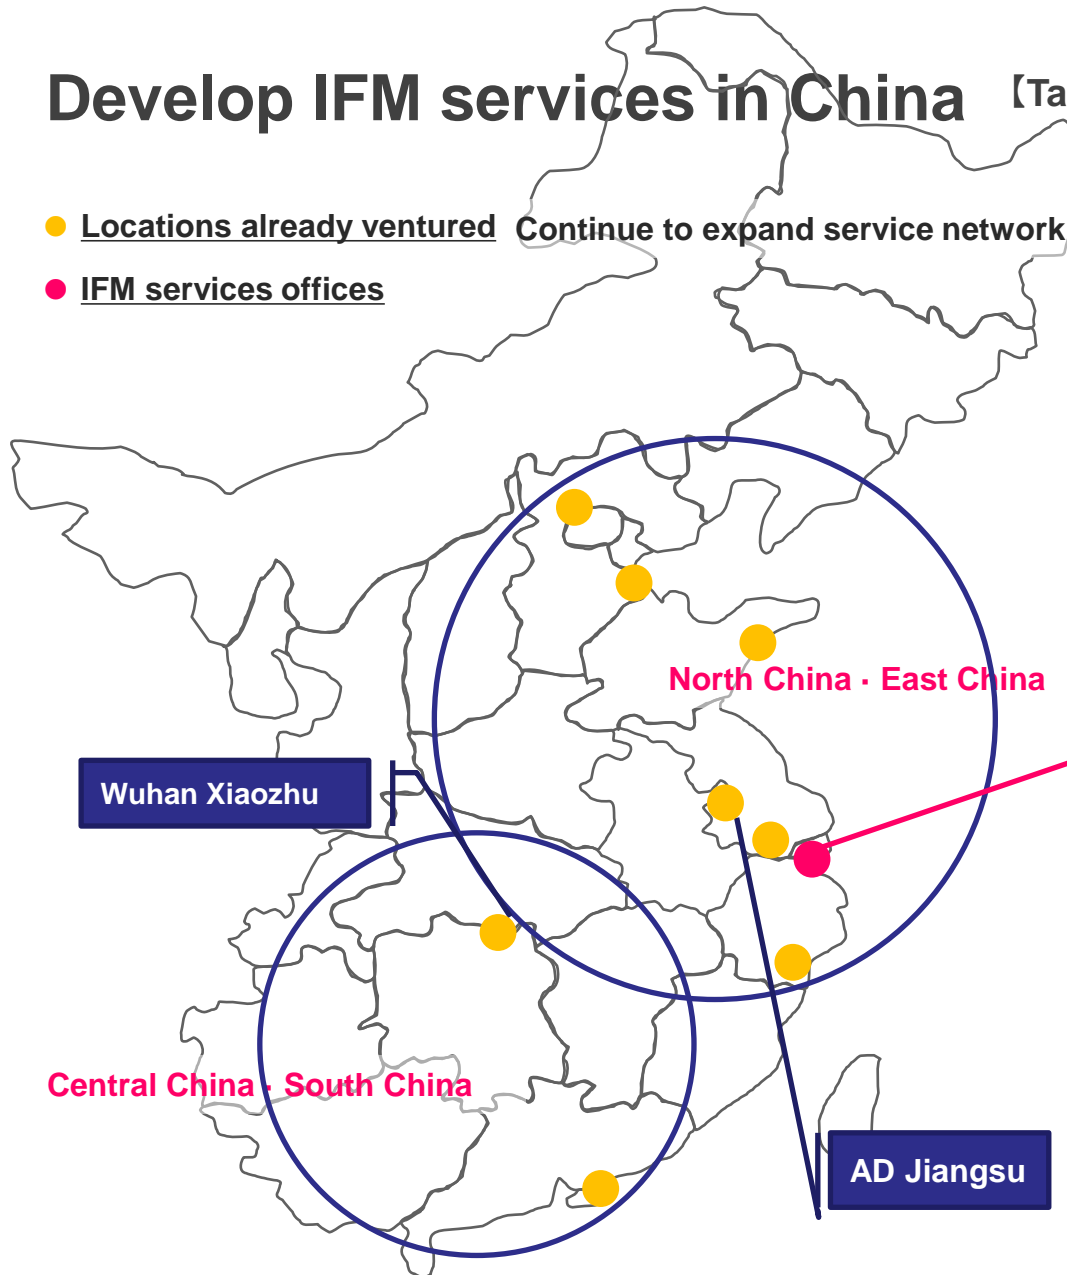 Develop IFM services in China 【Ta
Locations already ventured Continue to expand service network
IFM services offices
North China · East China
Wuhan Xiaozhu
Central China · South China
AD Jiangsu